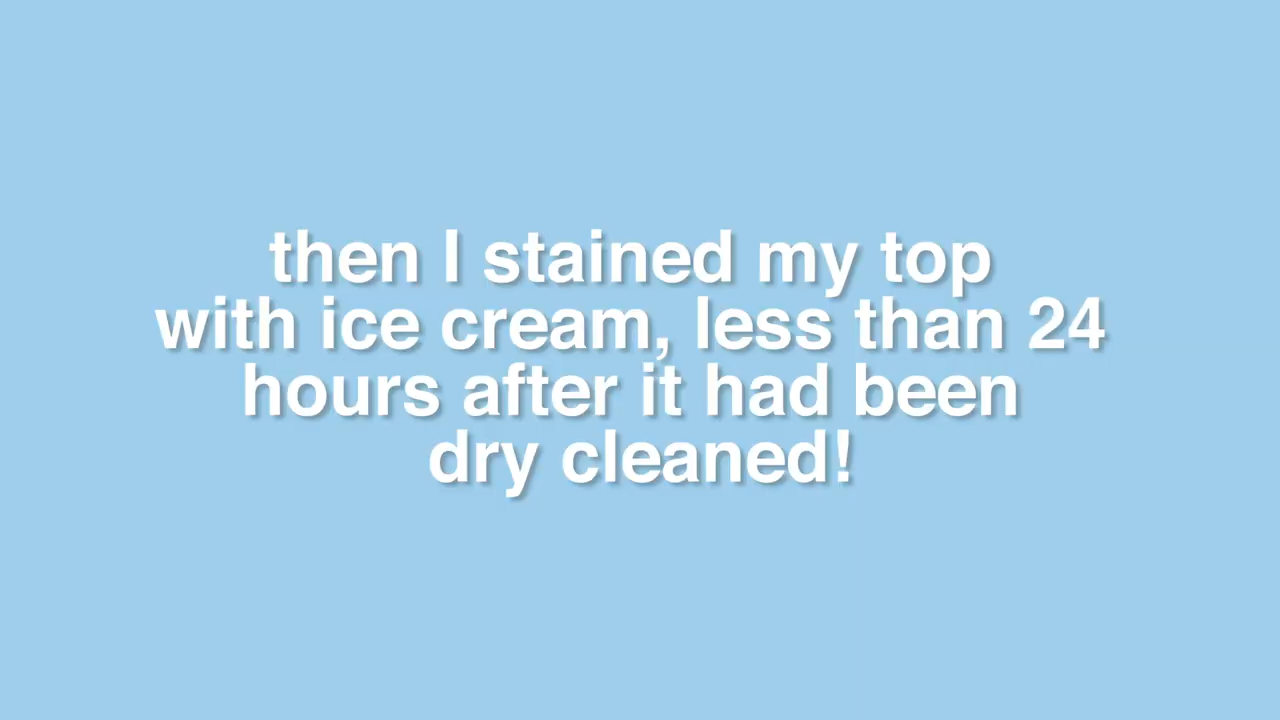 then I stained my top
with ice cream, less than 24
hours after it had been
dry cleaned!